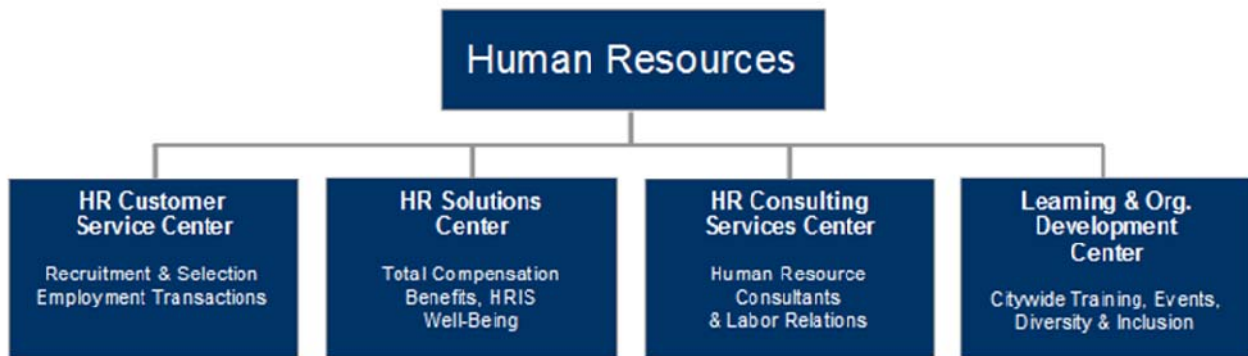 Human Resources
HR Customer
Service Center
Recruitment & Selection
Employment Transactions
HR Solutions
Center
Total Compensation
Benefits, HRIS
Well-Being
HR Consulting
Services Center
Human Resource
Consultants
& Labor Relations
Learning & Org.
Development
Center
Citywide Training, Events,
Diversity & Inclusion